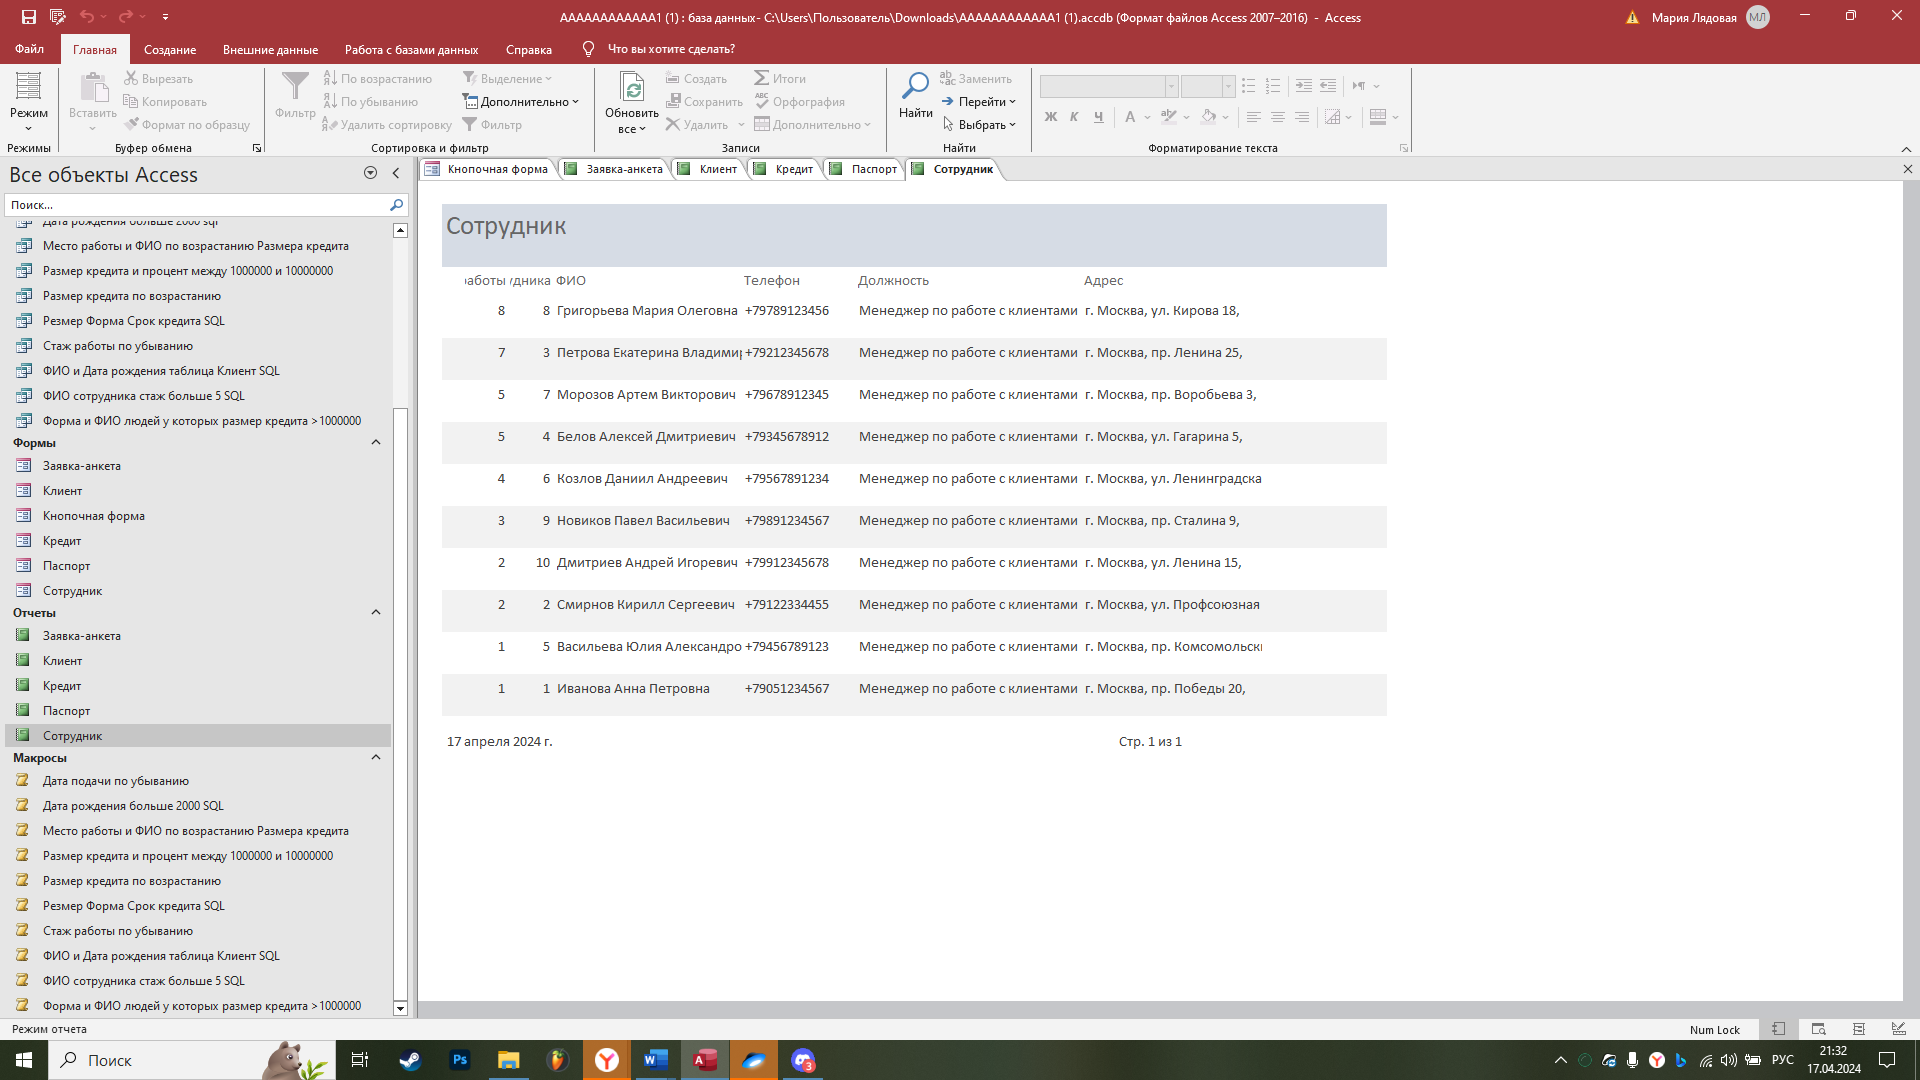 АААААААААААА1 (1) : база данных- C:\Users\Пользователь\Downloads\АААААААААААА1 (1).accdb (Формат файлов Access 2007–2016) - Access
Мария Лядовая
МЛ
Файл
Главная
Создание
Внешние данные
Работа с базами данных
Справка
Что вы хотите сделать?
Режим
Режимы
Вставить
Вырезать
Копировать
Формат по образцу
Буфер обмена
Фильтр
По возрастанию
По убыванию
Удалить сортировку
Выделение
Дополнительно
Фильтр
Сортировка и фильтр
Обновить
все
Создать
Сохранить
Удалить
Итоги
Орфография
Дополнительно
Записи
Найти
Заменить
Перейти
Выбрать
Найти
Ж К Ч
Форматирование текста
Все объекты Access
Поиск...
Дата рождения больше 2000 sql
Место работы и ФИО по возрастанию Размера кредита
Размер кредита и процент между 1000000 и 10000000
Размер кредита по возрастанию
Резмер Форма Срок кредита SQL
Стаж работы по убыванию
ФИО и Дата рождения таблица Клиент SQL
ФИО сотрудника стаж больше 5 SQL
Форма и ФИО людей у которых размер кредита >1000000
Формы
Заявка-анкета
Клиент
Кнопочная форма
Кредит
Паспорт
Сотрудник
Отчеты
Заявка-анкета
Клиент
Кредит
Паспорт
Сотрудник
Макросы
Дата подачи по убыванию
Дата рождения больше 2000 SQL
Место работы и ФИО по возрастанию Размера кредита
Размер кредита и процент между 1000000 и 10000000
Размер кредита по возрастанию
Резмер Форма Срок кредита SQL
Стаж работы по убыванию
ФИО и Дата рождения таблица Клиент SQL
ФИО сотрудника стаж больше 5 SQL
Форма и ФИО людей у которых размер кредита >1000000
Кнопочная форма
Заявка-анкета
Клиент
Кредит
Паспорт
Сотрудник
Сотрудник
работы дника ФИО Телефон Должность Адрес
8 8 Григорьева Мария Олеговна +79789123456 Менеджер по работе с клиентами г. Москва, ул. Кирова 18,
7 3 Петрова Екатерина Владимир +79212345678 Менеджер по работе с клиентами г. Москва, пр. Ленина 25,
5 7 Морозов Артем Викторович +79678912345 Менеджер по работе с клиентами г. Москва, пр. Воробьева 3,
5 4 Белов Алексей Дмитриевич +79345678912 Менеджер по работе с клиентами г. Москва, ул. Гагарина 5,
4 6 Козлов Даниил Андреевич +79567891234 Менеджер по работе с клиентами г. Москва, ул. Ленинградска
3 9 Новиков Павел Васильевич +79891234567 Менеджер по работе с клиентами г. Москва, пр. Сталина 9,
2 10 Дмитриев Андрей Игоревич +79912345678 Менеджер по работе с клиентами г. Москва, ул. Ленина 15,
2 2 Смирнов Кирилл Сергеевич +79122334455 Менеджер по работе с клиентами г. Москва, ул. Профсоюзная
1 5 Васильева Юлия Александро +79456789123 Менеджер по работе с клиентами г. Москва, пр. Комсомольск
1 1 Иванова Анна Петровна +79051234567 Менеджер по работе с клиентами г. Москва, пр. Победы 20,
17 апреля 2024 г.
Стр. 1 из 1
Режим отчета
Num Lock
Поиск
РУС
21:32
17.04.2024